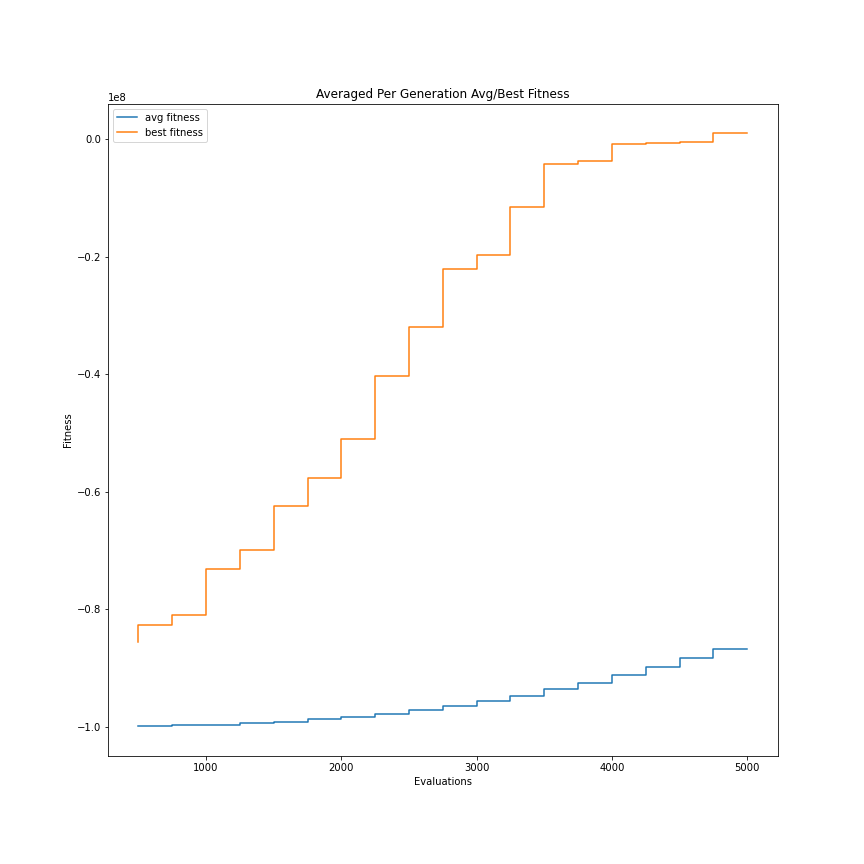 Averaged Per Generation Avg/Best Fitness
1e8
avg fitness
best fitness
0.0
−0.2
−0.4
−0.6
−0.8
−1.0
Fitness
1000 2000 3000 4000 5000
Evaluations